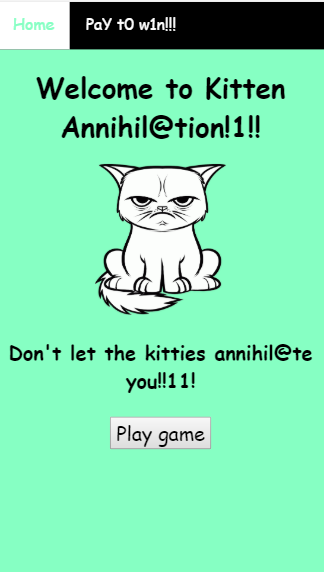 Home PaY t0 w1n!!!
Welcome to Kitten
Annihil@tion!1!!
Don't let the kitties annihil@te
you!!11!
Play game